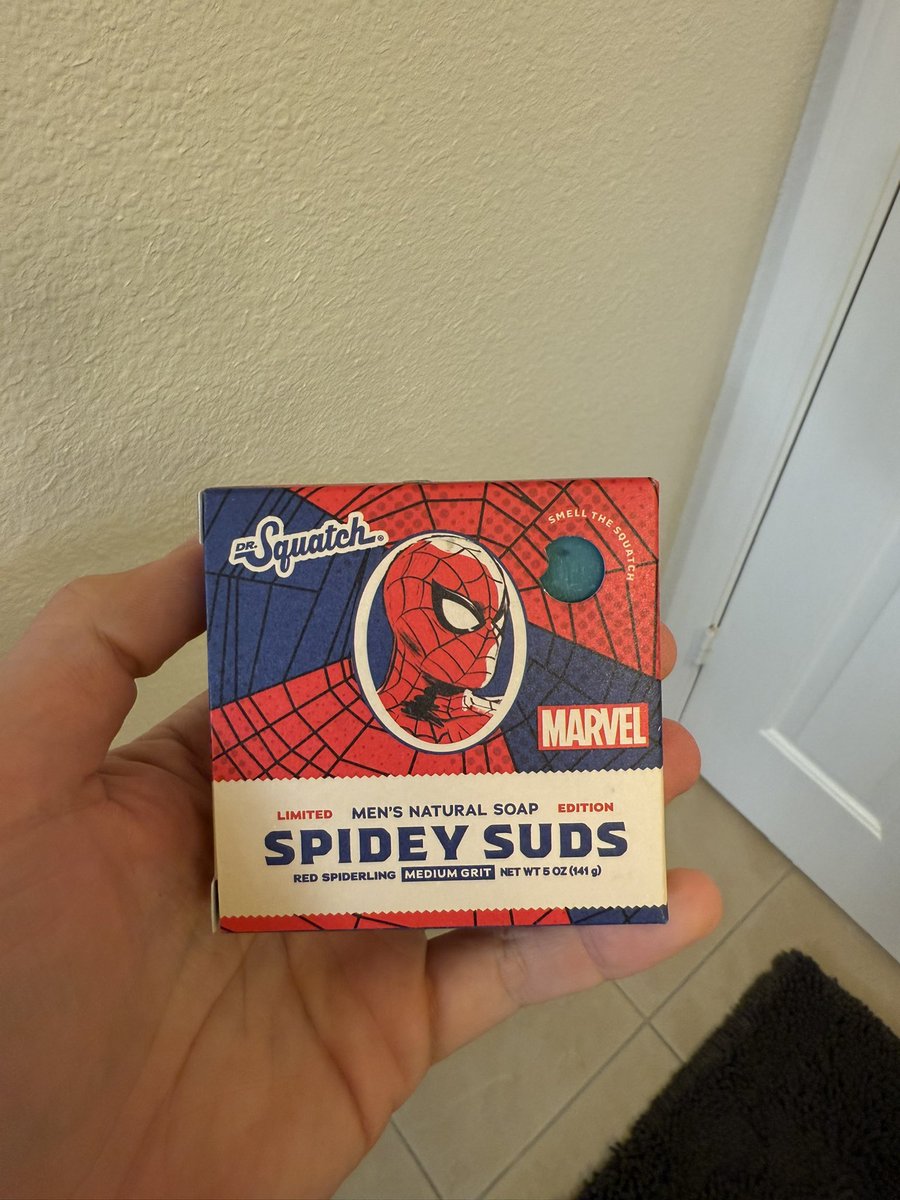 DR. Squatch®
SMELL THE SQUATCH
MARVEL
LIMITED MEN'S NATURAL SOAP EDITION
SPIDEY SUDS
RED SPIDERLING MEDIUM GRIT NET WT 5 OZ (141 g)